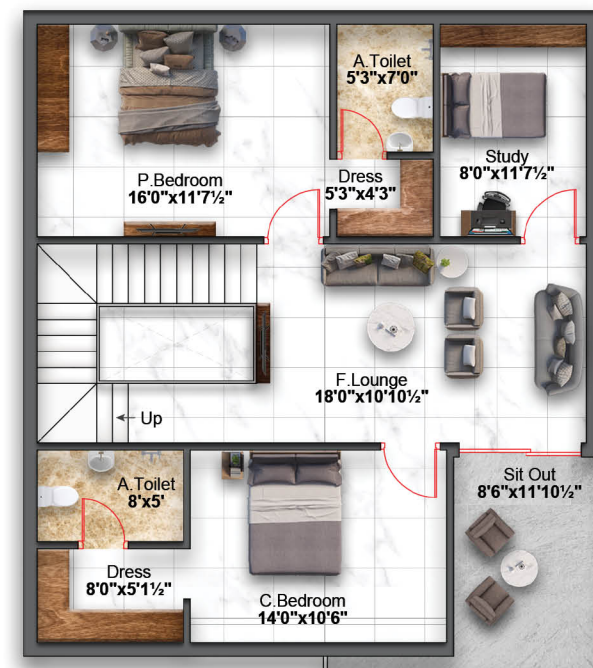 A.Toilet
5'3"x7'0"
Study
8'0"x11'7½"
P.Bedroom
16'0"x11'7½"
Dress
5'3"x4'3"
F.Lounge
18'0"x10'10½"
Up
A.Toilet
8'x5'
Sit Out
8'6"x11'10½"
Dress
8'0"x5'1½"
C.Bedroom
14'0"x10'6"